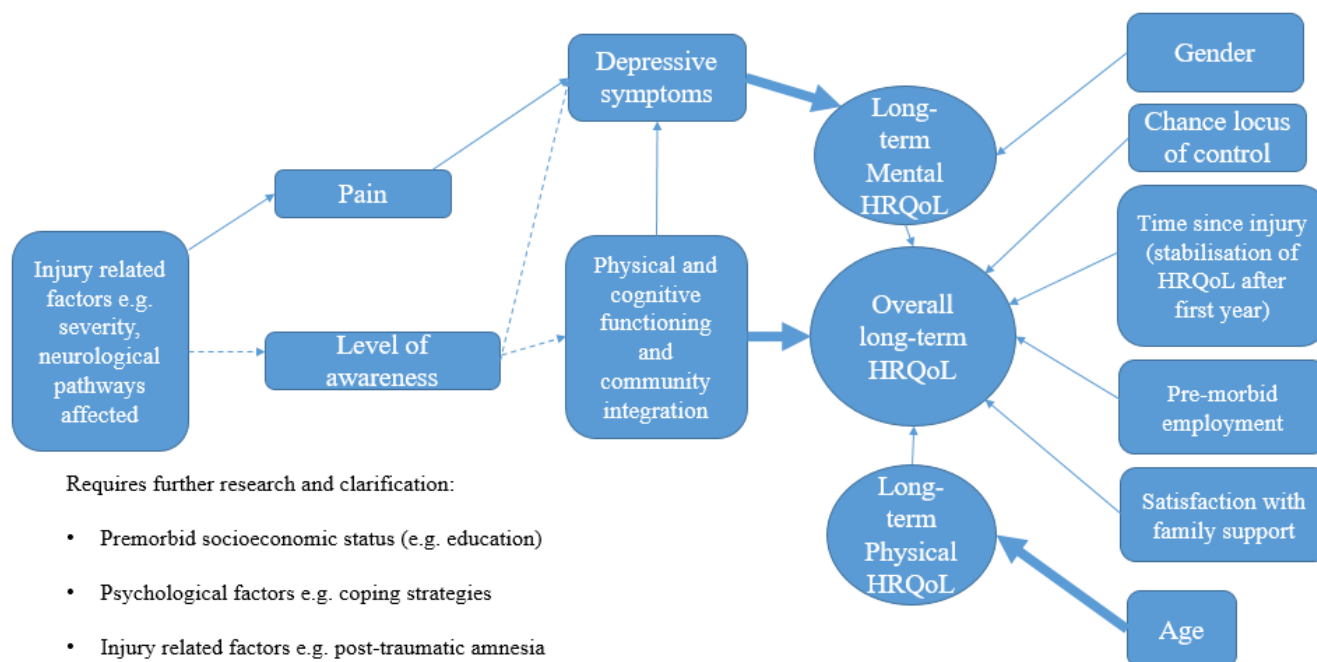 Depressive
symptoms
Gender
Long-
term
Mental
HRQoL
Chance locus
of control
Pain
Injury related
factors e.g.
severity,
neurological
pathways
affected
Level of
awareness
Physical and
cognitive
functioning
and
community
integration
Overall
long-term
HRQoL
Time since injury
(stabilisation of
HRQoL after
first year)
Pre-morbid
employment
Satisfaction with
family support
Long-
term
Physical
HRQoL
Age
Requires further research and clarification:
• Premorbid socioeconomic status (e.g. education)
• Psychological factors e.g. coping strategies
• Injury related factors e.g. post-traumatic amnesia